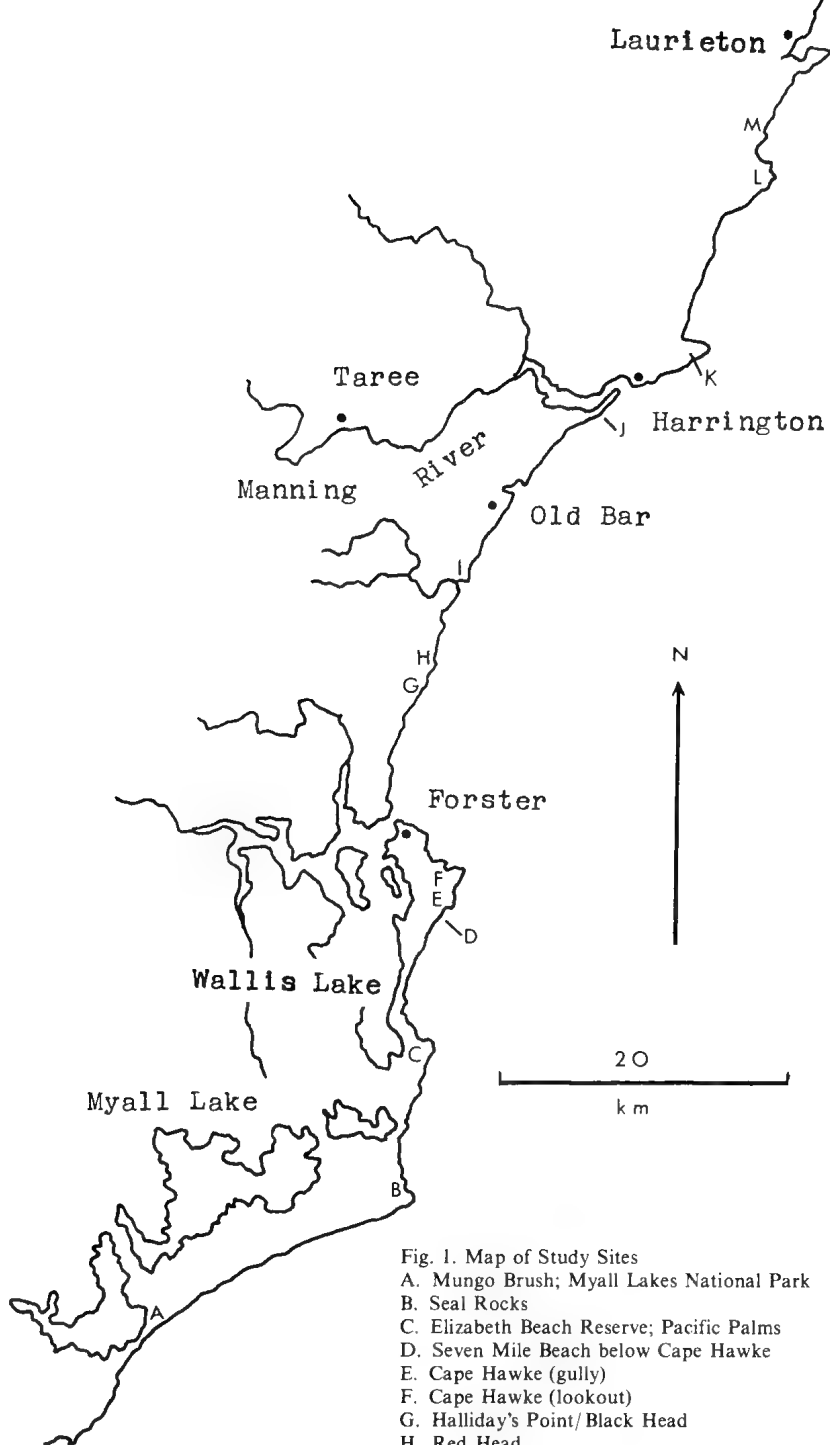 Laurieton
M
L
K
Taree
Harrington
J
River
Manning
Old Bar
I
H
N
G
Forster
F
E
D
Wallis Lake
C
20
km
Myall Lake
B
A
Fig. 1. Map of Study Sites
A. Mungo Brush; Myall Lakes National Park
B. Seal Rocks
C. Elizabeth Beach Reserve; Pacific Palms
D. Seven Mile Beach below Cape Hawke
E. Cape Hawke (gully)
F. Cape Hawke (lookout)
G. Halliday's Point/Black Head
H. Red Head